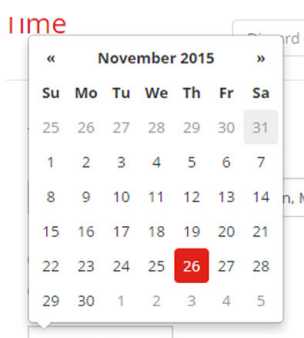 Time
ard
« November 2015 »
Su Mo Tu We Th Fr Sa
25 26 27 28 29 30 31
1 2 3 4 5 6 7
8 9 10 11 12 13 14
n, M
15 16 17 18 19 20 21
22 23 24 25 26 27 28
29 30 1 2 3 4 5